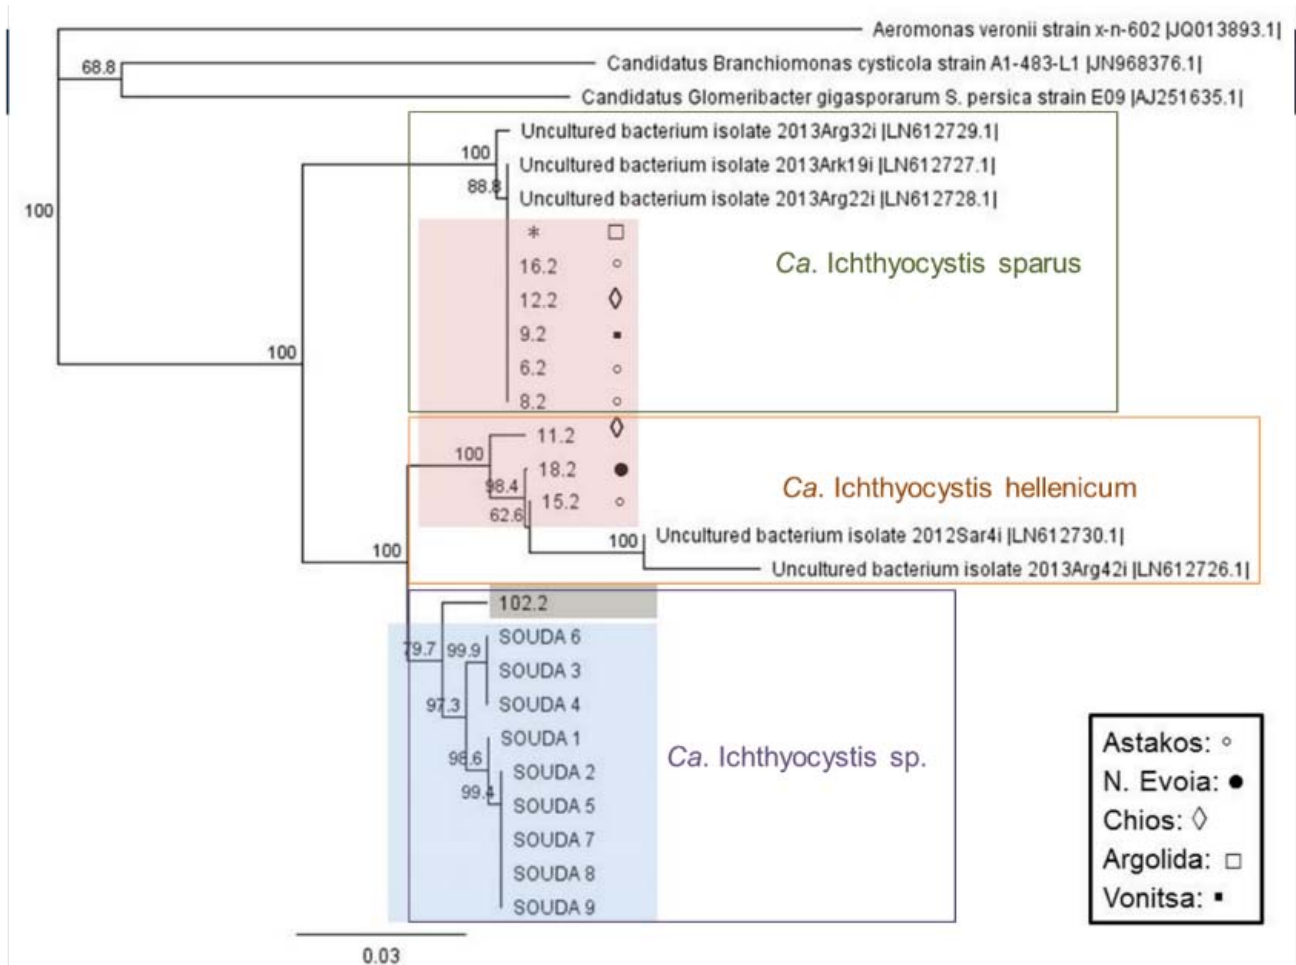 Aeromonas veronii strain x-n-602 |JQ013893.1|
68.8
Candidatus Branchiomonas cysticola strain A1-483-L1 |JN968376.1|
Candidatus Glomeribacter gigasporarum S. persica strain E09 |AJ251635.1|
Uncultured bacterium isolate 2013Arg32i |LN612729.1|
100
Uncultured bacterium isolate 2013Ark19i |LN612727.1|
88.8
Uncultured bacterium isolate 2013Arg22i |LN612728.1|
100
*
16.2
Ca. Ichthyocystis sparus
12.2
9.2
100
6.2
8.2
11.2
100
18.2
98.4
Ca. Ichthyocystis hellenicum
15.2
62.6
100
Uncultured bacterium isolate 2012Sar4i |LN612730.1|
100
Uncultured bacterium isolate 2013Arg42i |LN612726.1|
102.2
SOUDA 6
79.7
99.9
SOUDA 3
97.3
SOUDA 4
SOUDA 1
98.6
Ca. Ichthyocystis sp.
SOUDA 2
99.4
SOUDA 5
SOUDA 7
SOUDA 8
SOUDA 9
0.03
Astakos:
N. Evoia:
Chios:
Argolida:
Vonitsa: